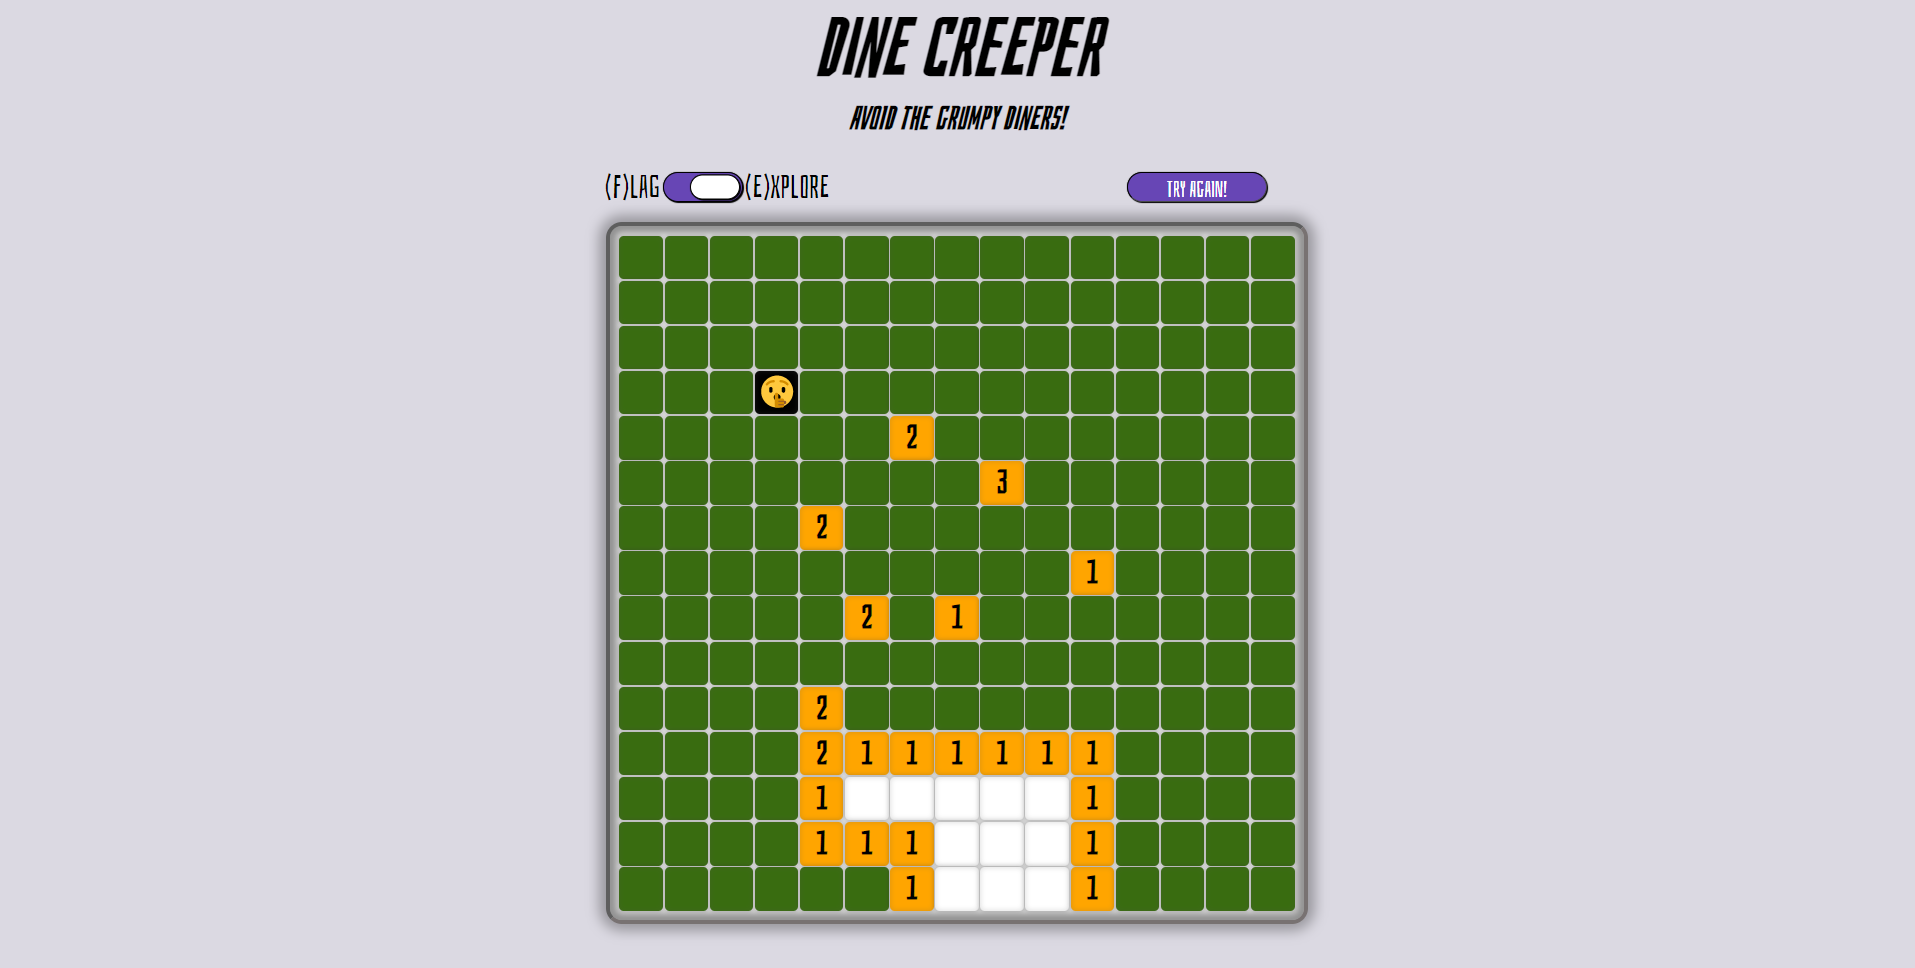 DINE CREEPER
AVOID THE GRUMPY DINERS!
(F)LAG (E)XPLORE TRY AGAIN!
2
3
2
1
2 1
2
2 1 1 1 1 1 1
1 1
1 1 1 1
1 1